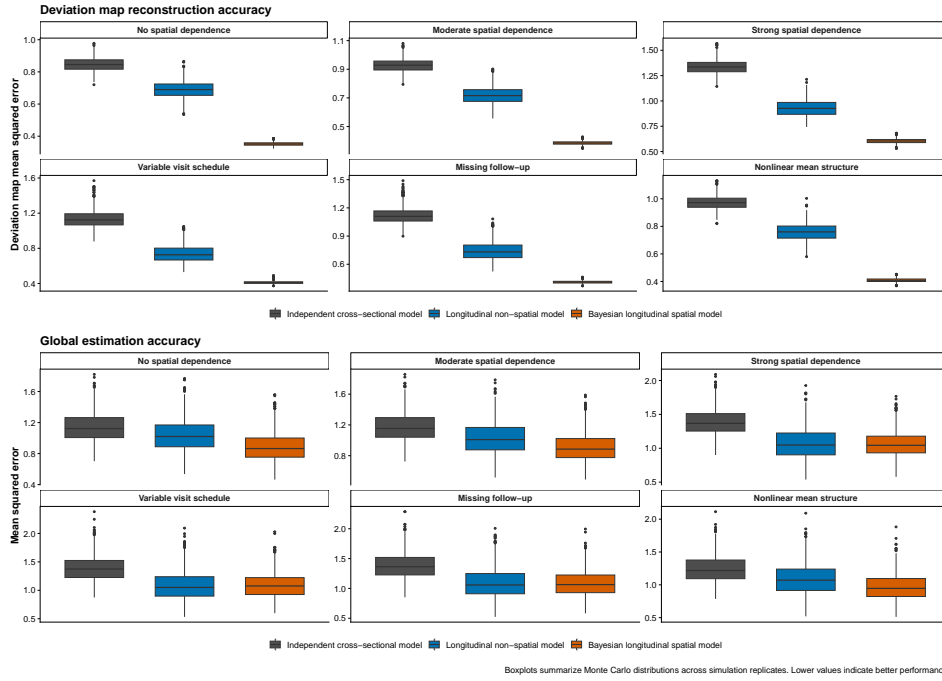 Deviation map reconstruction accuracy
No spatial dependence
Moderate spatial dependence
Strong spatial dependence
Deviation map mean squared error
1.0
0.8
0.6
0.4
1.1
0.9
0.7
0.5
1.50
1.25
1.00
0.75
0.50
Variable visit schedule
Missing follow-up
Nonlinear mean structure
1.6
1.2
0.8
0.4
1.5
1.2
0.9
0.6
1.0
0.8
0.6
0.4
Independent cross−sectional model
Longitudinal non−spatial model
Bayesian longitudinal spatial model
Global estimation accuracy
No spatial dependence
Moderate spatial dependence
Strong spatial dependence
Mean squared error
1.6
1.2
0.8
0.4
1.6
1.2
0.8
2.0
1.5
1.0
0.5
Variable visit schedule
Missing follow-up
Nonlinear mean structure
2.0
1.5
1.0
0.5
2.0
1.5
1.0
0.5
2.0
1.5
1.0
0.5
Independent cross−sectional model
Longitudinal non−spatial model
Bayesian longitudinal spatial model
Boxplots summarize Monte Carlo distributions across simulation replicates. Lower values indicate better performanc